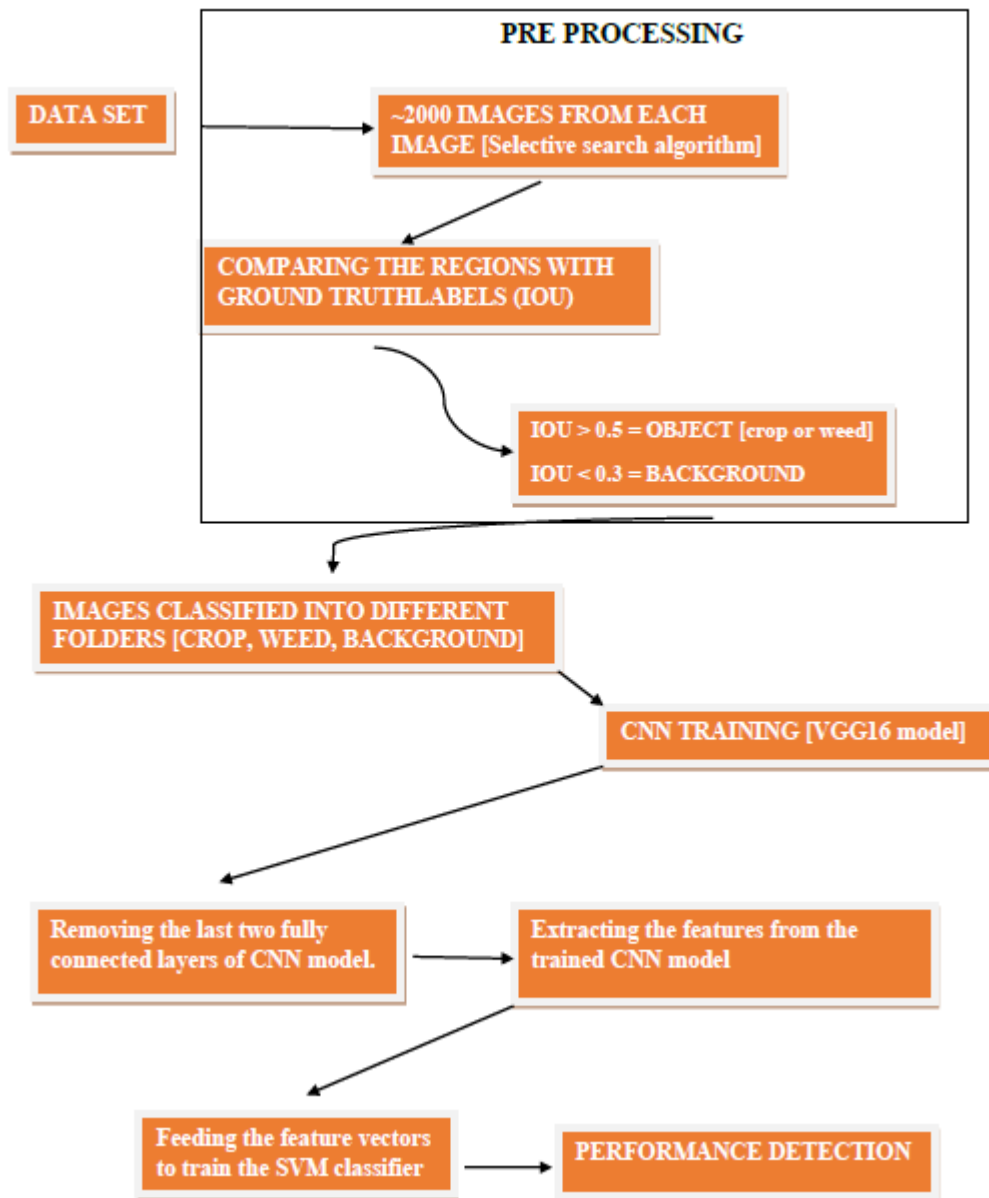 PRE PROCESSING
DATA SET
~2000 IMAGES FROM EACH
IMAGE [Selective search algorithm]
COMPARING THE REGIONS WITH
GROUND TRUTHLABELS (IOU)
IOU > 0.5 = OBJECT [crop or weed]
IOU < 0.3 = BACKGROUND
IMAGES CLASSIFIED INTO DIFFERENT
FOLDERS [CROP, WEED, BACKGROUND]
CNN TRAINING [VGG16 model]
Removing the last two fully
connected layers of CNN model.
Extracting the features from the
trained CNN model
Feeding the feature vectors
to train the SVM classifier
PERFORMANCE DETECTION